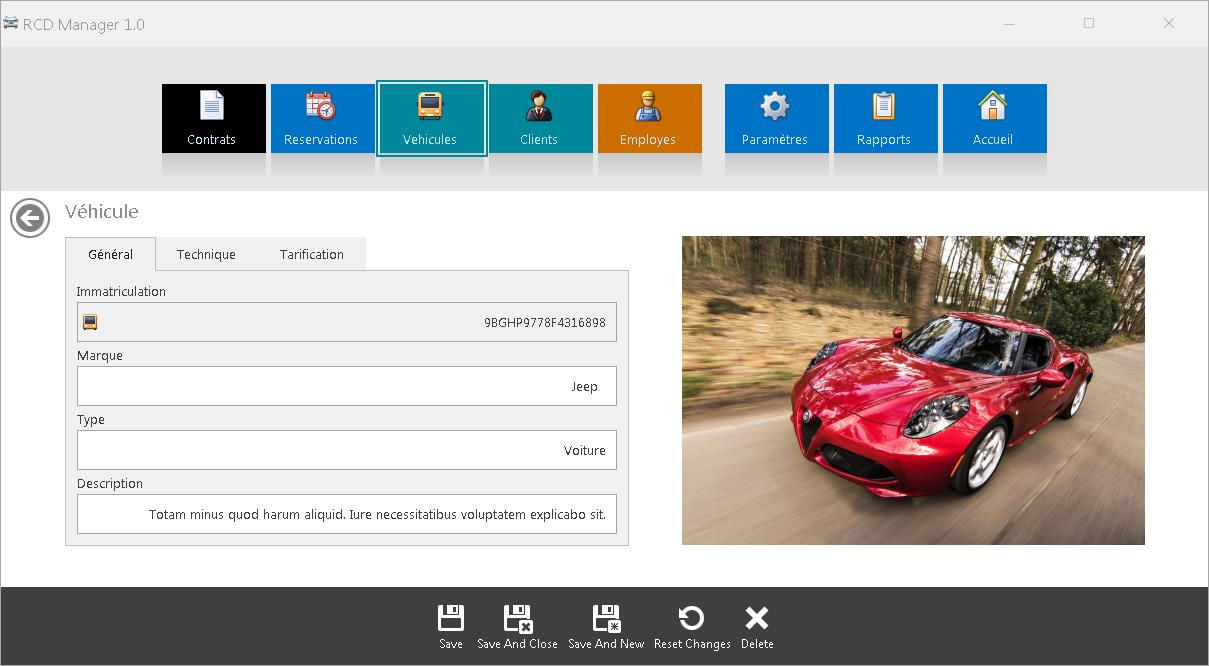 RCD Manager 1.0
Contrats
Reservations
Vehicules
Clients
Employes
Paramètres
Rapports
Accueil
Véhicule
Général
Technique
Tarification
Immatriculation
9BGHP9778F4316898
Marque
Jeep
Type
Voiture
Description
Totam minus quod harum aliquid. Iure necessitatibus voluptatem explicabo sit.
Save
Save And Close
Save And New
Reset Changes
Delete